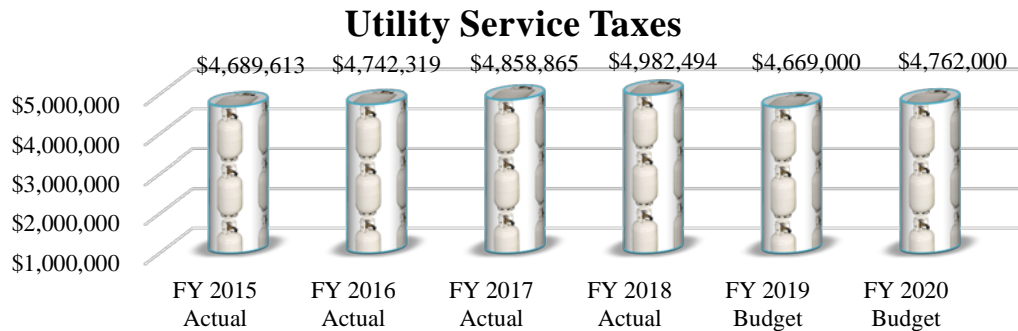 Utility Service Taxes
$4,689,613 $4,742,319 $4,858,865 $4,982,494 $4,669,000 $4,762,000
$5,000,000
$4,000,000
$3,000,000
$2,000,000
$1,000,000
FY 2015 FY 2016 FY 2017 FY 2018 FY 2019 FY 2020
Actual Actual Actual Actual Budget Budget